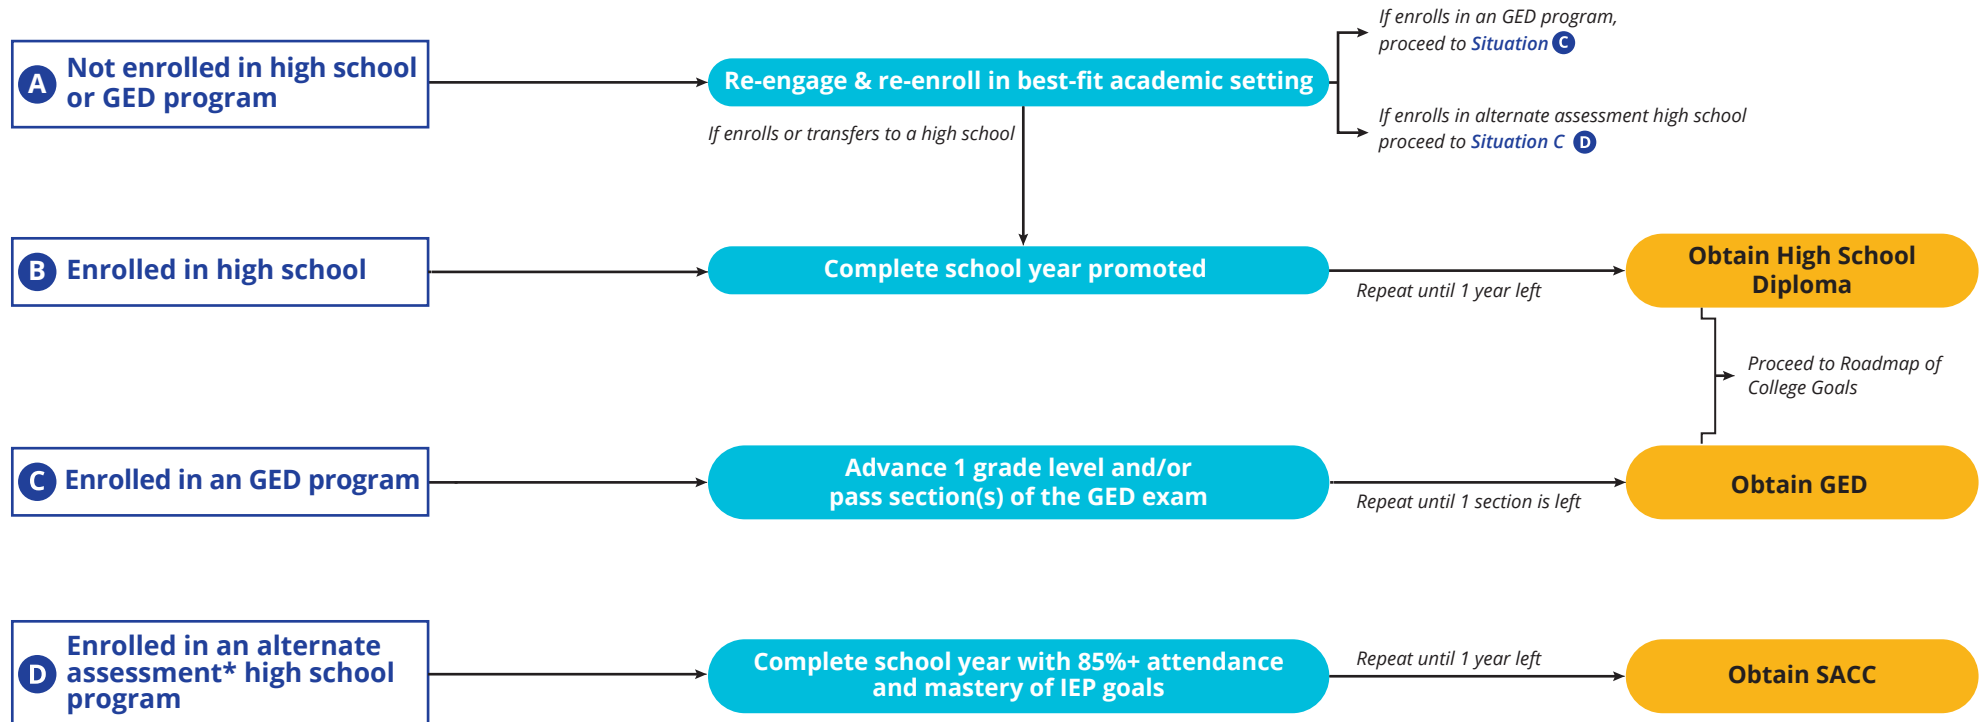 If enrolls in an GED program,
proceed to Situation C
A Not enrolled in high school
or GED program
Re-engage & re-enroll in best-fit academic setting
If enrolls or transfers to a high school
If enrolls in alternate assessment high school
proceed to Situation C D
B Enrolled in high school
Complete school year promoted
Repeat until 1 year left
Obtain High School
Diploma
Proceed to Roadmap of
College Goals
C Enrolled in an GED program
Advance 1 grade level and/or
pass section(s) of the GED exam
Repeat until 1 section is left
Obtain GED
D Enrolled in an alternate
assessment* high school
program
Complete school year with 85%+ attendance
and mastery of IEP goals
Repeat until 1 year left
Obtain SACC